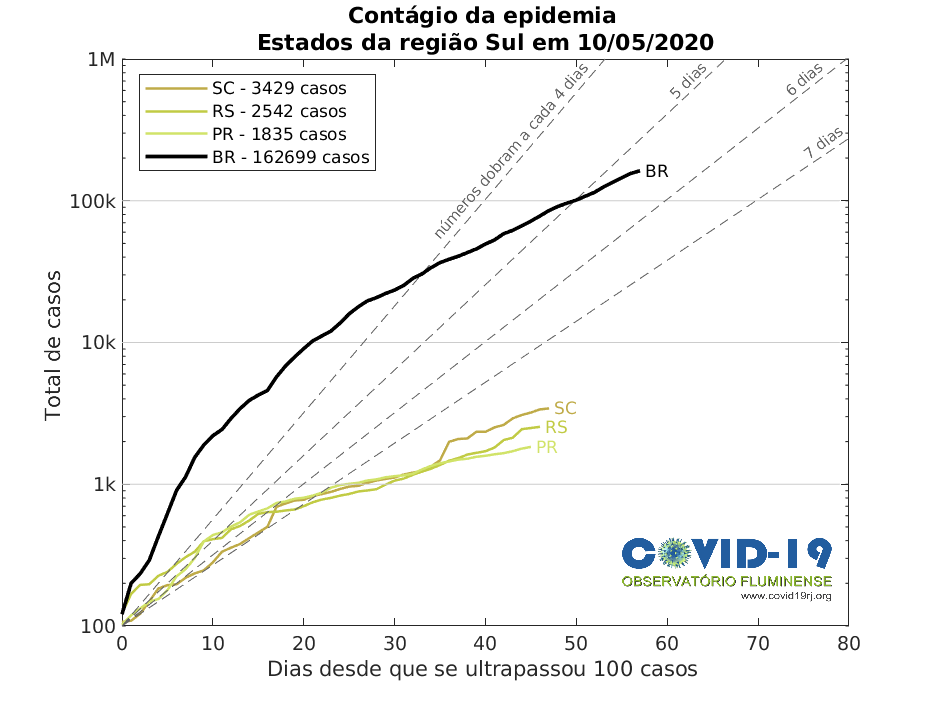 Contágio da epidemia
Estados da região Sul em 10/05/2020
1M
100k
10k
1k
100
Total de casos
SC - 3429 casos
RS - 2542 casos
PR - 1835 casos
BR - 162699 casos
números dobram a cada 4 dias
5 dias
6 dias
7 dias
BR
SC
RS
PR
COVID-19
OBSERVATÓRIO FLUMINENSE
www.covid19rj.org
0 10 20 30 40 50 60 70 80
Dias desde que se ultrapassou 100 casos